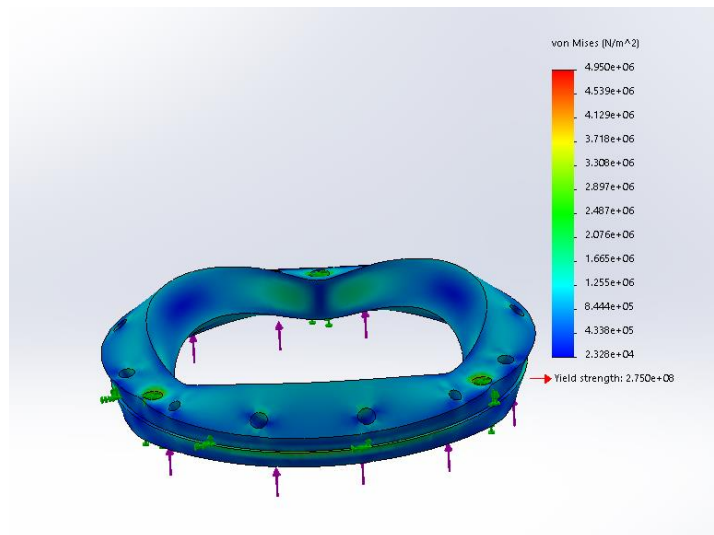 von Mises (N/m^2)
4.950e+06
4.539e+06
4.129e+06
3.718e+06
3.308e+06
2.897e+06
2.487e+06
2.076e+06
1.665e+06
1.255e+06
8.444e+05
4.338e+05
2.328e+04
Yield strength: 2.750e+08